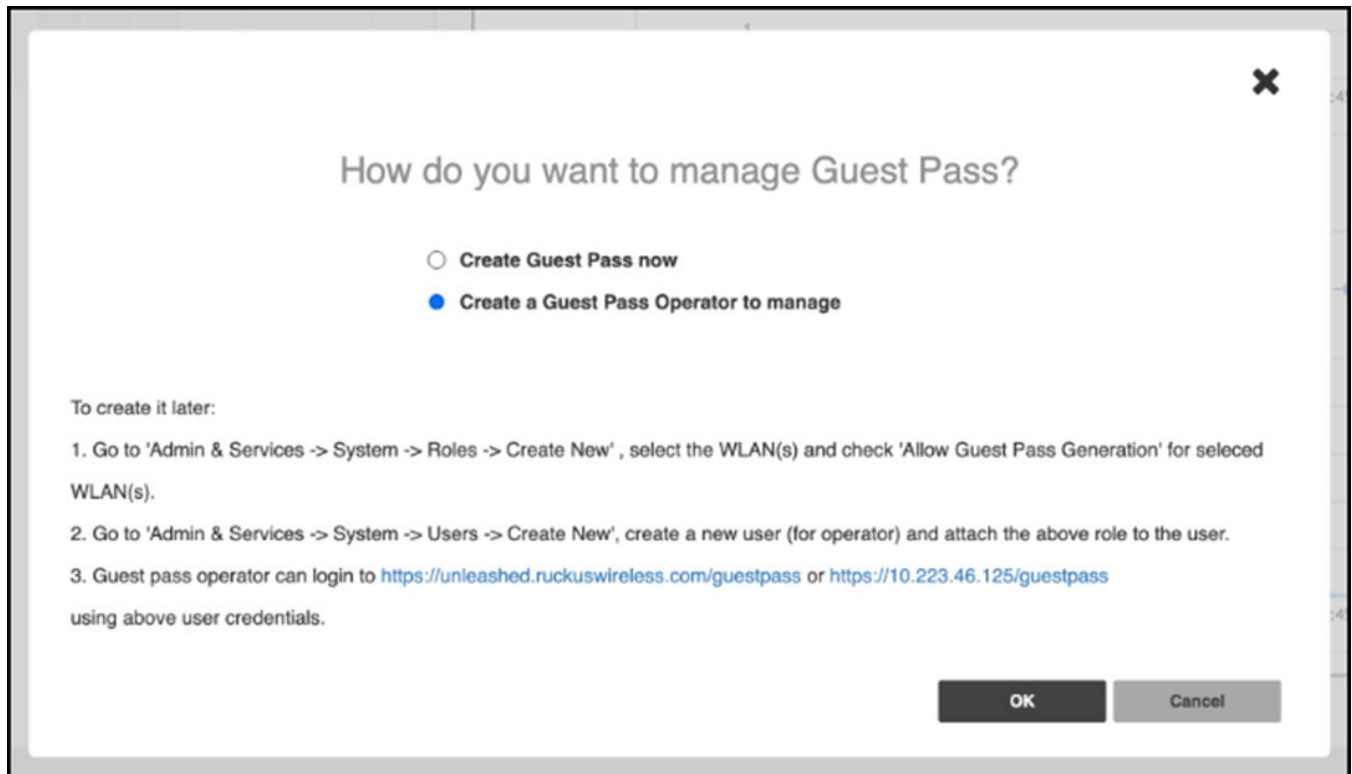 How do you want to manage Guest Pass?
Create Guest Pass now
Create a Guest Pass Operator to manage
To create it later:
1. Go to 'Admin & Services -> System -> Roles -> Create New' , select the WLAN(s) and check 'Allow Guest Pass Generation' for seleced
WLAN(s).
2. Go to 'Admin & Services -> System -> Users -> Create New', create a new user (for operator) and attach the above role to the user.
3. Guest pass operator can login to https://unleashed.ruckuswireless.com/guestpass or https://10.223.46.125/guestpass
using above user credentials.
OK Cancel